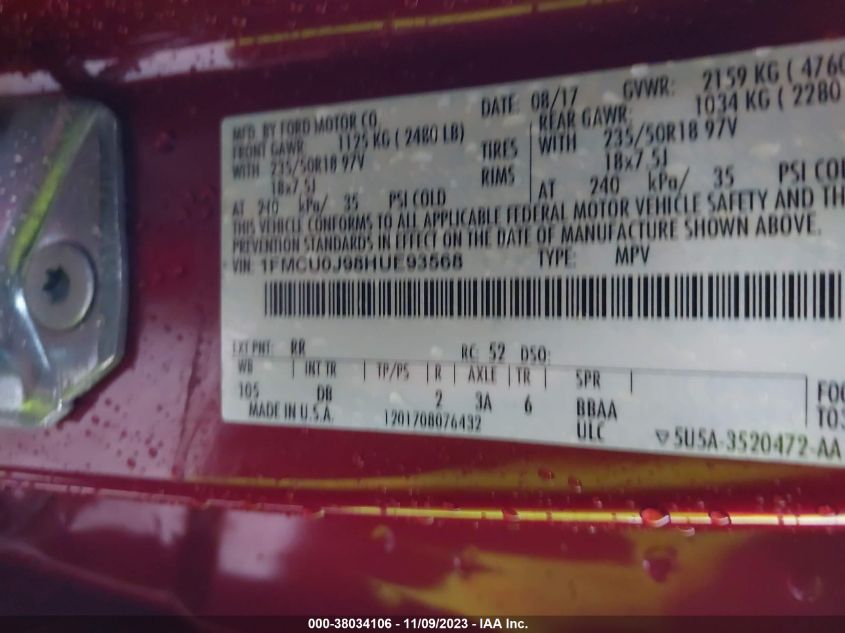 MFD. BY FORD MOTOR CO.
DATE: 08/17 GVWR: 2159 KG ( 4760
FRONT GAWR: 1125 KG ( 2480 LB) REAR GAWR: 1034 KG ( 2280
WITH 235/50R18 97V TIRES WITH 235/50R18 97V
18x7.5J RIMS 18x7.5J
AT 240 kPa/ 35 PSI COLD AT 240 kPa/ 35 PSI COL
THIS VEHICLE CONFORMS TO ALL APPLICABLE FEDERAL MOTOR VEHICLE SAFETY AND TH
PREVENTION STANDARDS IN EFFECT ON THE DATE OF MANUFACTURE SHOWN ABOVE.
VIN: 1FMCU0J98HUE93568 TYPE: MPV
EXT PNT: RR RC: 52 DSO:
WB INT TR TP/PS R AXLE TR SPR
105 DB 2 3A 6 BBAA
MADE IN U.S.A. 1201708076432 ULC 5U5A-3520472-AA
FO
TO
000-38034106 - 11/09/2023 - IAA Inc.